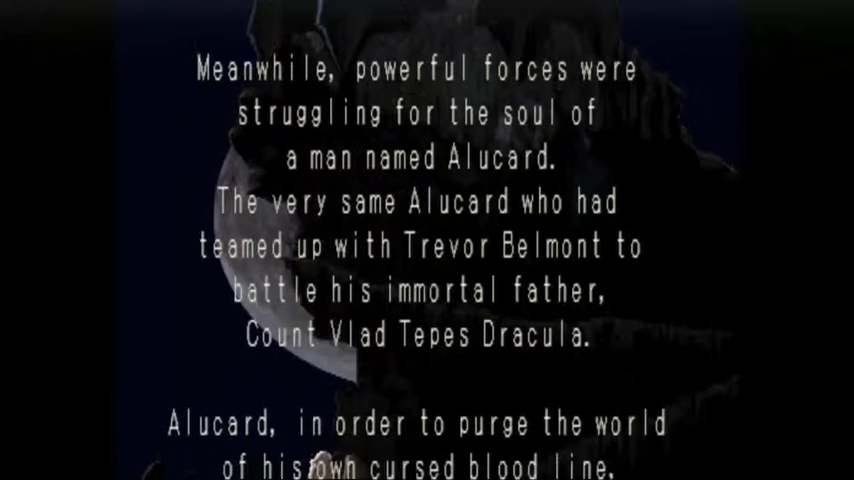 Meanwhile, powerful forces were
struggling for the soul of
a man named Alucard.
The very same Alucard who had
teamed up with Trevor Belmont to
battle his immortal father,
Count Vlad Tepes Dracula.
Alucard, in order to purge the world
of his own cursed blood line,